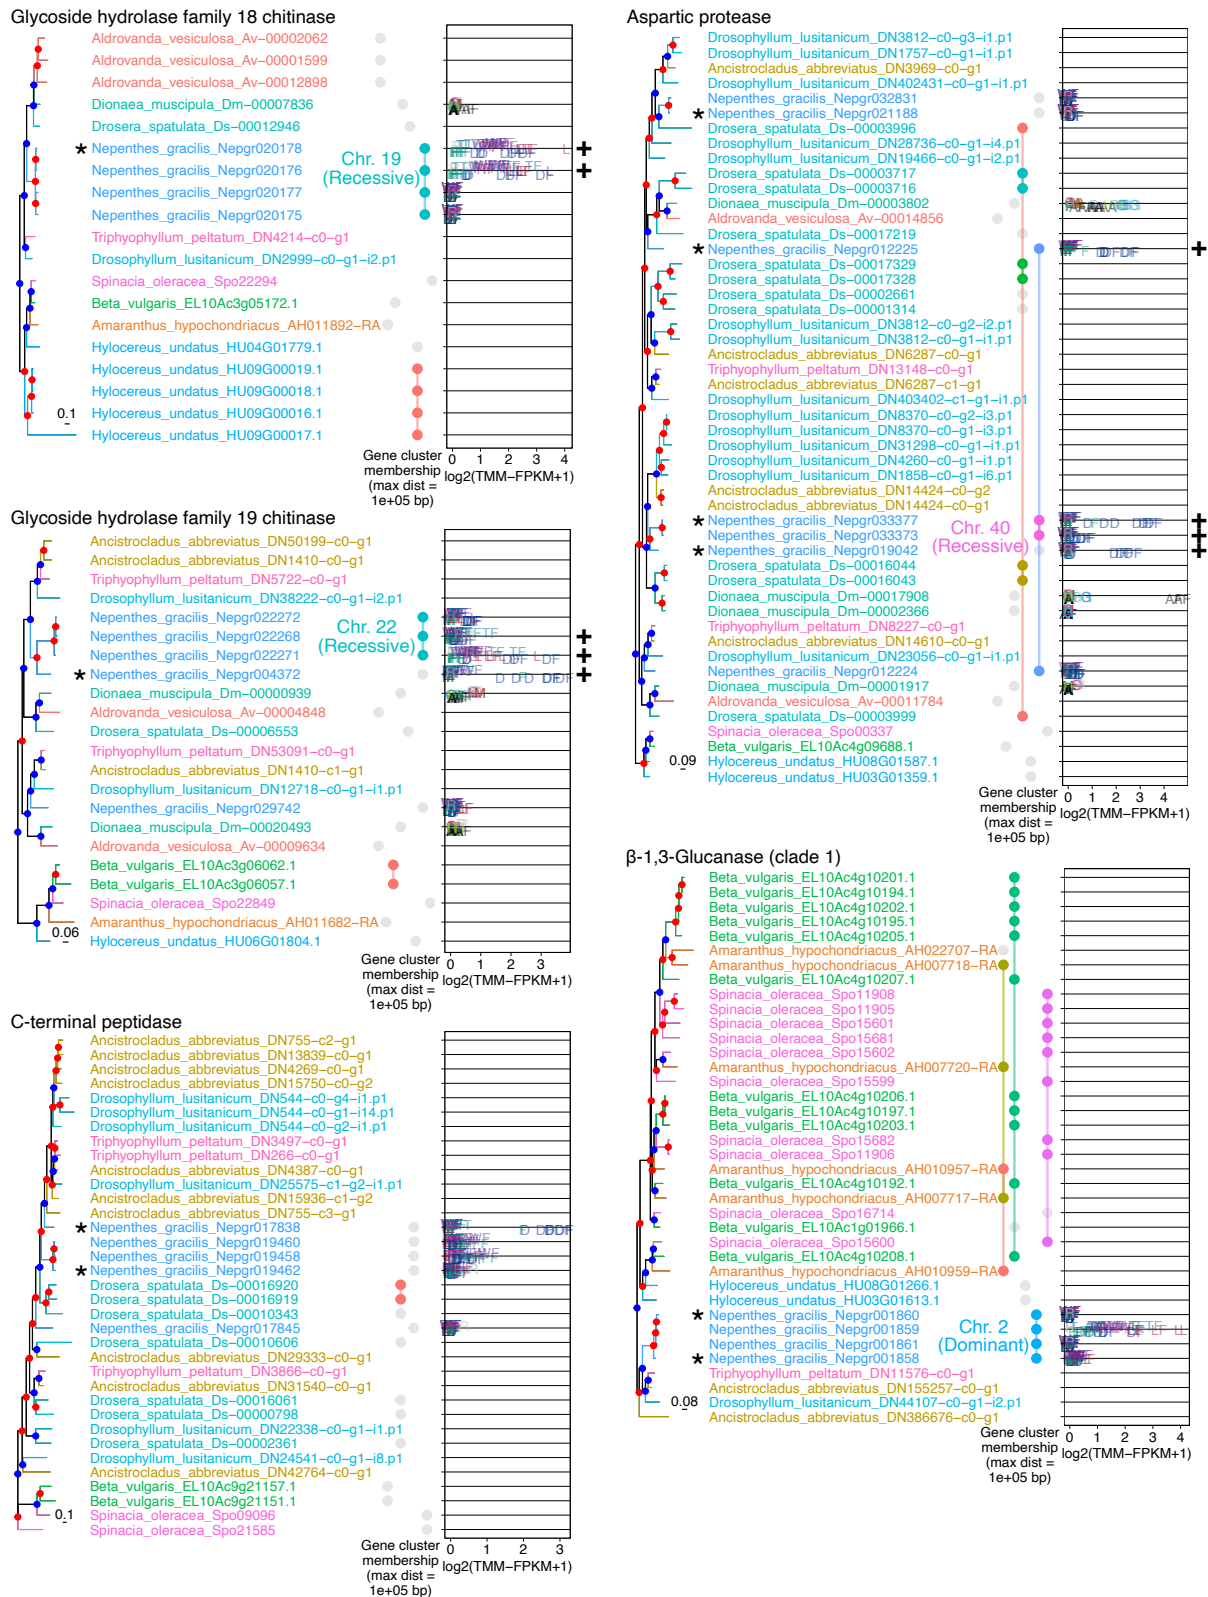 Glycoside hydrolase family 18 chitinase
Aldrovanda_vesiculosa_Av−00002062
Aldrovanda_vesiculosa_Av−00001599
Aldrovanda_vesiculosa_Av−00012898
Dionaea_muscipula_Dm−00007836
Drosera_spatulata_Ds−00012946
* Nepenthes_gracilis_Nepgr020178 +
Nepenthes_gracilis_Nepgr020176 +
Nepenthes_gracilis_Nepgr020177
Nepenthes_gracilis_Nepgr020175
Chr. 19
(Recessive)
Triphyophyllum_peltatum_DN4214−c0−g1
Drosophyllum_lusitanicum_DN2999−c0−g1−i2.p1
Spinacia_oleracea_Spo22294
Beta_vulgaris_EL10Ac3g05172.1
Amaranthus_hypochondriacus_AH011892−RA
Hylocereus_undatus_HU04G01779.1
Hylocereus_undatus_HU09G00019.1
Hylocereus_undatus_HU09G00018.1
Hylocereus_undatus_HU09G00016.1
Hylocereus_undatus_HU09G00017.1
0.1
Gene cluster
membership
(max dist =
1e+05 bp)
0 1 2 3 4
log2(TMM−FPKM+1)
Glycoside hydrolase family 19 chitinase
Ancistrocladus_abbreviatus_DN50199−c0−g1
Ancistrocladus_abbreviatus_DN1410−c0−g1
Triphyophyllum_peltatum_DN5722−c0−g1
Drosophyllum_lusitanicum_DN38222−c0−g1−i2.p1
Nepenthes_gracilis_Nepgr022272
Nepenthes_gracilis_Nepgr022268 +
Nepenthes_gracilis_Nepgr022271 +
* Nepenthes_gracilis_Nepgr004372 +
Chr. 22
(Recessive)
Dionaea_muscipula_Dm−00000939
Aldrovanda_vesiculosa_Av−00004848
Drosera_spatulata_Ds−00006553
Triphyophyllum_peltatum_DN53091−c0−g1
Ancistrocladus_abbreviatus_DN1410−c1−g1
Drosophyllum_lusitanicum_DN12718−c0−g1−i1.p1
Nepenthes_gracilis_Nepgr029742
Dionaea_muscipula_Dm−00020493
Aldrovanda_vesiculosa_Av−00009634
Beta_vulgaris_EL10Ac3g06062.1
Beta_vulgaris_EL10Ac3g06057.1
Spinacia_oleracea_Spo22849
Amaranthus_hypochondriacus_AH011682−RA
Hylocereus_undatus_HU06G01804.1
0.06
Gene cluster
membership
(max dist =
1e+05 bp)
0 1 2 3
log2(TMM−FPKM+1)
C−terminal peptidase
Ancistrocladus_abbreviatus_DN755−c2−g1
Ancistrocladus_abbreviatus_DN13839−c0−g1
Ancistrocladus_abbreviatus_DN4269−c0−g1
Ancistrocladus_abbreviatus_DN15750−c0−g2
Drosophyllum_lusitanicum_DN544−c0−g4−i1.p1
Drosophyllum_lusitanicum_DN544−c0−g1−i14.p1
Drosophyllum_lusitanicum_DN544−c0−g2−i1.p1
Triphyophyllum_peltatum_DN3497−c0−g1
Triphyophyllum_peltatum_DN266−c0−g1
Ancistrocladus_abbreviatus_DN4387−c0−g1
Drosophyllum_lusitanicum_DN25575−c1−g2−i1.p1
Ancistrocladus_abbreviatus_DN15936−c1−g2
Ancistrocladus_abbreviatus_DN755−c3−g1
* Nepenthes_gracilis_Nepgr017838
Nepenthes_gracilis_Nepgr019460
Nepenthes_gracilis_Nepgr019458
* Nepenthes_gracilis_Nepgr019462
Drosera_spatulata_Ds−00016920
Drosera_spatulata_Ds−00016919
Drosera_spatulata_Ds−00010343
Nepenthes_gracilis_Nepgr017845
Drosera_spatulata_Ds−00010606
Ancistrocladus_abbreviatus_DN29333−c0−g1
Triphyophyllum_peltatum_DN3866−c0−g1
Ancistrocladus_abbreviatus_DN31540−c0−g1
Drosera_spatulata_Ds−00016061
Drosera_spatulata_Ds−00000798
Drosophyllum_lusitanicum_DN22338−c0−g1−i1.p1
Drosera_spatulata_Ds−00002361
Drosophyllum_lusitanicum_DN24541−c0−g1−i8.p1
Ancistrocladus_abbreviatus_DN42764−c0−g1
Beta_vulgaris_EL10Ac9g21157.1
Beta_vulgaris_EL10Ac9g21151.1
Spinacia_oleracea_Spo09096
Spinacia_oleracea_Spo21585
0.1
Gene cluster
membership
(max dist =
1e+05 bp)
0 1 2 3
log2(TMM−FPKM+1)
Aspartic protease
Drosophyllum_lusitanicum_DN3812−c0−g3−i1.p1
Drosophyllum_lusitanicum_DN1757−c0−g1−i1.p1
Ancistrocladus_abbreviatus_DN3969−c0−g1
Drosophyllum_lusitanicum_DN402431−c0−g1−i1.p1
Nepenthes_gracilis_Nepgr032831
* Nepenthes_gracilis_Nepgr021188
Drosera_spatulata_Ds−00003996
Drosophyllum_lusitanicum_DN28736−c0−g1−i4.p1
Drosophyllum_lusitanicum_DN19466−c0−g1−i2.p1
Drosera_spatulata_Ds−00003717
Drosera_spatulata_Ds−00003716
Dionaea_muscipula_Dm−00003802
Aldrovanda_vesiculosa_Av−00014856
Drosera_spatulata_Ds−00017219
* Nepenthes_gracilis_Nepgr012225 +
Drosera_spatulata_Ds−00017329
Drosera_spatulata_Ds−00017328
Drosera_spatulata_Ds−00002661
Drosera_spatulata_Ds−00001314
Drosophyllum_lusitanicum_DN3812−c0−g2−i2.p1
Drosophyllum_lusitanicum_DN3812−c0−g1−i1.p1
Ancistrocladus_abbreviatus_DN6287−c0−g1
Triphyophyllum_peltatum_DN13148−c0−g1
Ancistrocladus_abbreviatus_DN6287−c1−g1
Drosophyllum_lusitanicum_DN403402−c1−g1−i1.p1
Drosophyllum_lusitanicum_DN8370−c0−g2−i3.p1
Drosophyllum_lusitanicum_DN8370−c0−g1−i3.p1
Drosophyllum_lusitanicum_DN31298−c0−g1−i1.p1
Drosophyllum_lusitanicum_DN4260−c0−g1−i1.p1
Drosophyllum_lusitanicum_DN1858−c0−g1−i6.p1
Ancistrocladus_abbreviatus_DN14424−c0−g2
Ancistrocladus_abbreviatus_DN14424−c0−g1
* Nepenthes_gracilis_Nepgr033377 +
Nepenthes_gracilis_Nepgr033373 +
* Nepenthes_gracilis_Nepgr019042 +
Chr. 40
(Recessive)
Drosera_spatulata_Ds−00016044
Drosera_spatulata_Ds−00016043
Dionaea_muscipula_Dm−00017908
Dionaea_muscipula_Dm−00002366
Triphyophyllum_peltatum_DN8227−c0−g1
Ancistrocladus_abbreviatus_DN14610−c0−g1
Drosophyllum_lusitanicum_DN23056−c0−g1−i1.p1
Nepenthes_gracilis_Nepgr012224
Dionaea_muscipula_Dm−00001917
Aldrovanda_vesiculosa_Av−00011784
Drosera_spatulata_Ds−00003999
Spinacia_oleracea_Spo00337
Beta_vulgaris_EL10Ac4g09688.1
Hylocereus_undatus_HU08G01587.1
Hylocereus_undatus_HU03G01359.1
0.09
Gene cluster
membership
(max dist =
1e+05 bp)
0 1 2 3 4
log2(TMM−FPKM+1)
β-1,3-Glucanase (clade 1)
Beta_vulgaris_EL10Ac4g10201.1
Beta_vulgaris_EL10Ac4g10194.1
Beta_vulgaris_EL10Ac4g10202.1
Beta_vulgaris_EL10Ac4g10195.1
Beta_vulgaris_EL10Ac4g10205.1
Amaranthus_hypochondriacus_AH022707−RA
Amaranthus_hypochondriacus_AH007718−RA
Beta_vulgaris_EL10Ac4g10207.1
Spinacia_oleracea_Spo11908
Spinacia_oleracea_Spo11905
Spinacia_oleracea_Spo15601
Spinacia_oleracea_Spo15681
Spinacia_oleracea_Spo15602
Amaranthus_hypochondriacus_AH007720−RA
Spinacia_oleracea_Spo15599
Beta_vulgaris_EL10Ac4g10206.1
Beta_vulgaris_EL10Ac4g10197.1
Beta_vulgaris_EL10Ac4g10203.1
Spinacia_oleracea_Spo15682
Spinacia_oleracea_Spo11906
Amaranthus_hypochondriacus_AH010957−RA
Beta_vulgaris_EL10Ac4g10192.1
Amaranthus_hypochondriacus_AH007717−RA
Spinacia_oleracea_Spo16714
Beta_vulgaris_EL10Ac1g01966.1
Spinacia_oleracea_Spo15600
Beta_vulgaris_EL10Ac4g10208.1
Amaranthus_hypochondriacus_AH010959−RA
Hylocereus_undatus_HU08G01266.1
Hylocereus_undatus_HU03G01613.1
* Nepenthes_gracilis_Nepgr001860
Nepenthes_gracilis_Nepgr001859
Nepenthes_gracilis_Nepgr001861
* Nepenthes_gracilis_Nepgr001858
Chr. 2
(Dominant)
Triphyophyllum_peltatum_DN11576−c0−g1
Ancistrocladus_abbreviatus_DN155257−c0−g1
Drosophyllum_lusitanicum_DN44107−c0−g1−i2.p1
Ancistrocladus_abbreviatus_DN386676−c0−g1
0.08
Gene cluster
membership
(max dist =
1e+05 bp)
0 1 2 3 4
log2(TMM−FPKM+1)